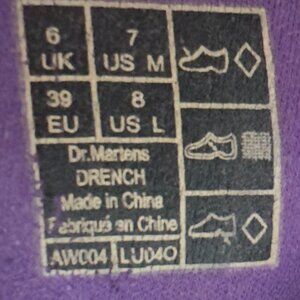 6 7
UK US M
39 8
EU US L
Dr.Martens
DRENCH
Made in China
Fabriqué en Chine
AW004 LU04O